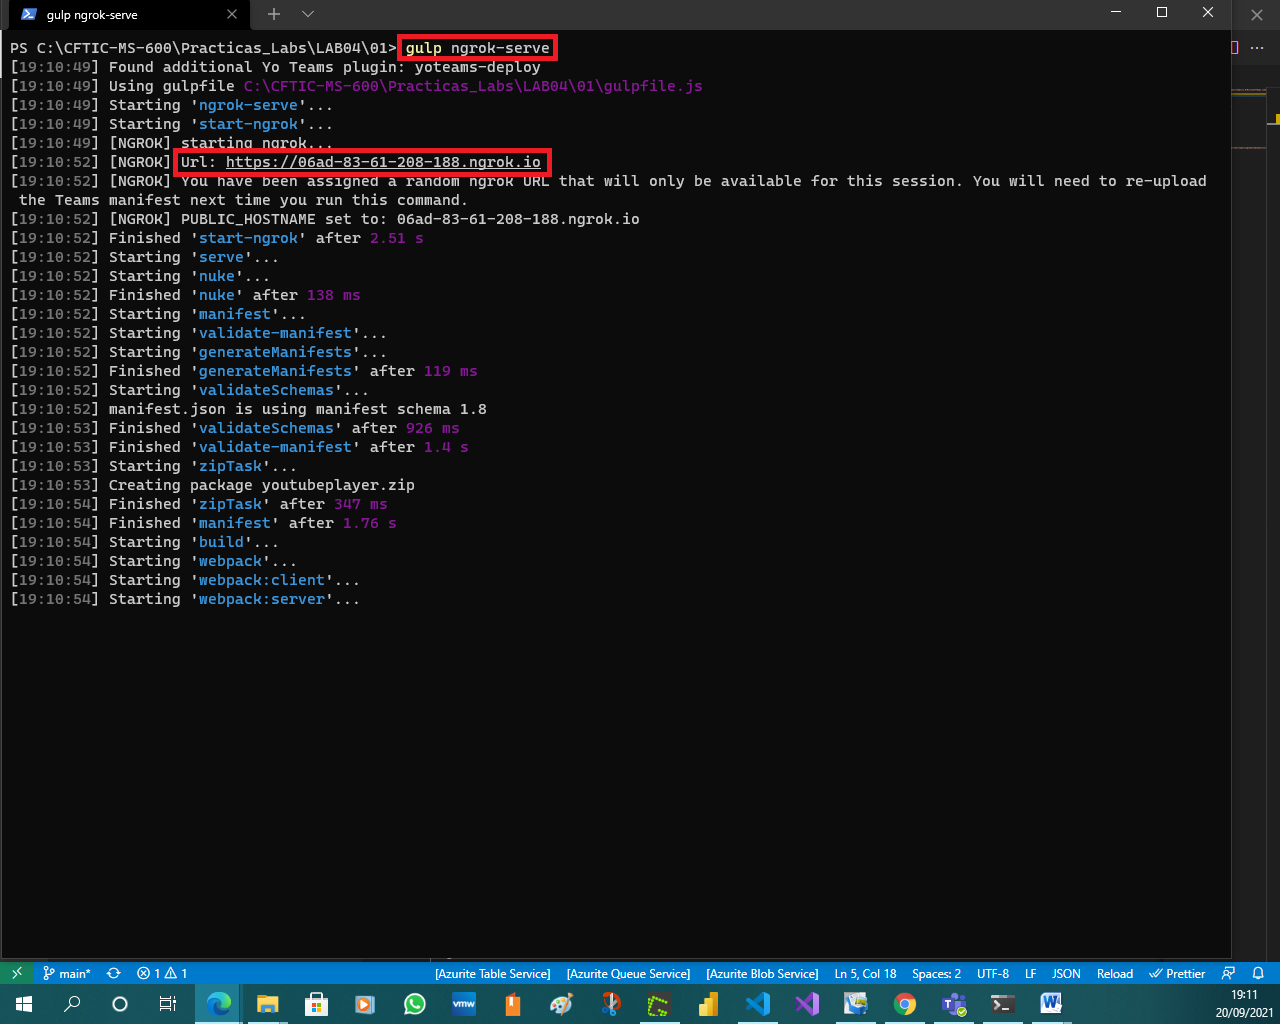 gulp ngrok-serve
PS C:\CFTIC-MS-600\Practicas_Labs\LAB04\01> gulp ngrok-serve
[19:10:49] Found additional Yo Teams plugin: yoteams-deploy
[19:10:49] Using gulpfile C:\CFTIC-MS-600\Practicas_Labs\LAB04\01\gulpfile.js
[19:10:49] Starting 'ngrok-serve'...
[19:10:49] Starting 'start-ngrok'...
[19:10:49] [NGROK] starting ngrok...
[19:10:52] [NGROK] Url: https://06ad-83-61-208-188.ngrok.io
[19:10:52] [NGROK] You have been assigned a random ngrok URL that will only be available for this session. You will need to re-upload
the Teams manifest next time you run this command.
[19:10:52] [NGROK] PUBLIC_HOSTNAME set to: 06ad-83-61-208-188.ngrok.io
[19:10:52] Finished 'start-ngrok' after 2.51 s
[19:10:52] Starting 'serve'...
[19:10:52] Starting 'nuke'...
[19:10:52] Finished 'nuke' after 138 ms
[19:10:52] Starting 'manifest'...
[19:10:52] Starting 'validate-manifest'...
[19:10:52] Starting 'generateManifests'...
[19:10:52] Finished 'generateManifests' after 119 ms
[19:10:52] Starting 'validateSchemas'...
[19:10:52] manifest.json is using manifest schema 1.8
[19:10:53] Finished 'validateSchemas' after 926 ms
[19:10:53] Finished 'validate-manifest' after 1.4 s
[19:10:53] Starting 'zipTask'...
[19:10:53] Creating package youtubeplayer.zip
[19:10:54] Finished 'zipTask' after 347 ms
[19:10:54] Finished 'manifest' after 1.76 s
[19:10:54] Starting 'build'...
[19:10:54] Starting 'webpack'...
[19:10:54] Starting 'webpack:client'...
[19:10:54] Starting 'webpack:server'...
main* 1 1 [Azurite Table Service] [Azurite Queue Service] [Azurite Blob Service] Ln 5, Col 18 Spaces: 2 UTF-8 LF JSON Reload Prettier
vmw
19:11
20/09/2021